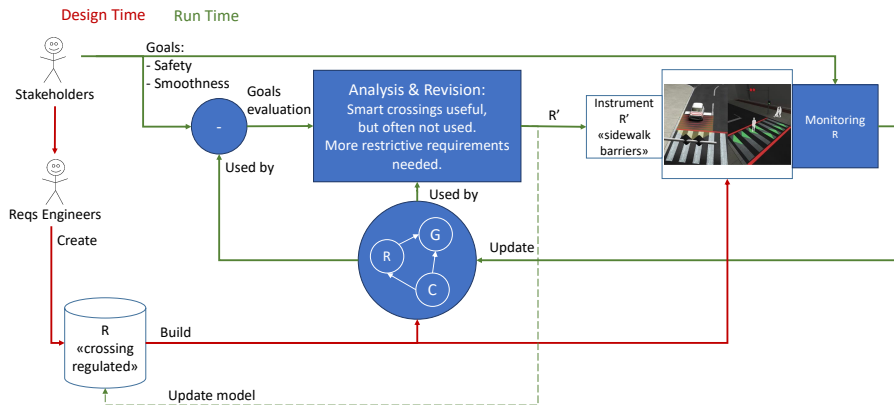 Design Time
Run Time
Goals:
- Safety
- Smoothness
Stakeholders
Goals
evaluation
-
Used by
Analysis & Revision:
Smart crossings useful,
but often not used.
More restrictive requirements
needed.
R’
Instrument
R’
«sidewalk
barriers»
Monitoring
R
Reqs Engineers
Create
Used by
G
R
C
Update
R
«crossing
regulated»
Build
Update model